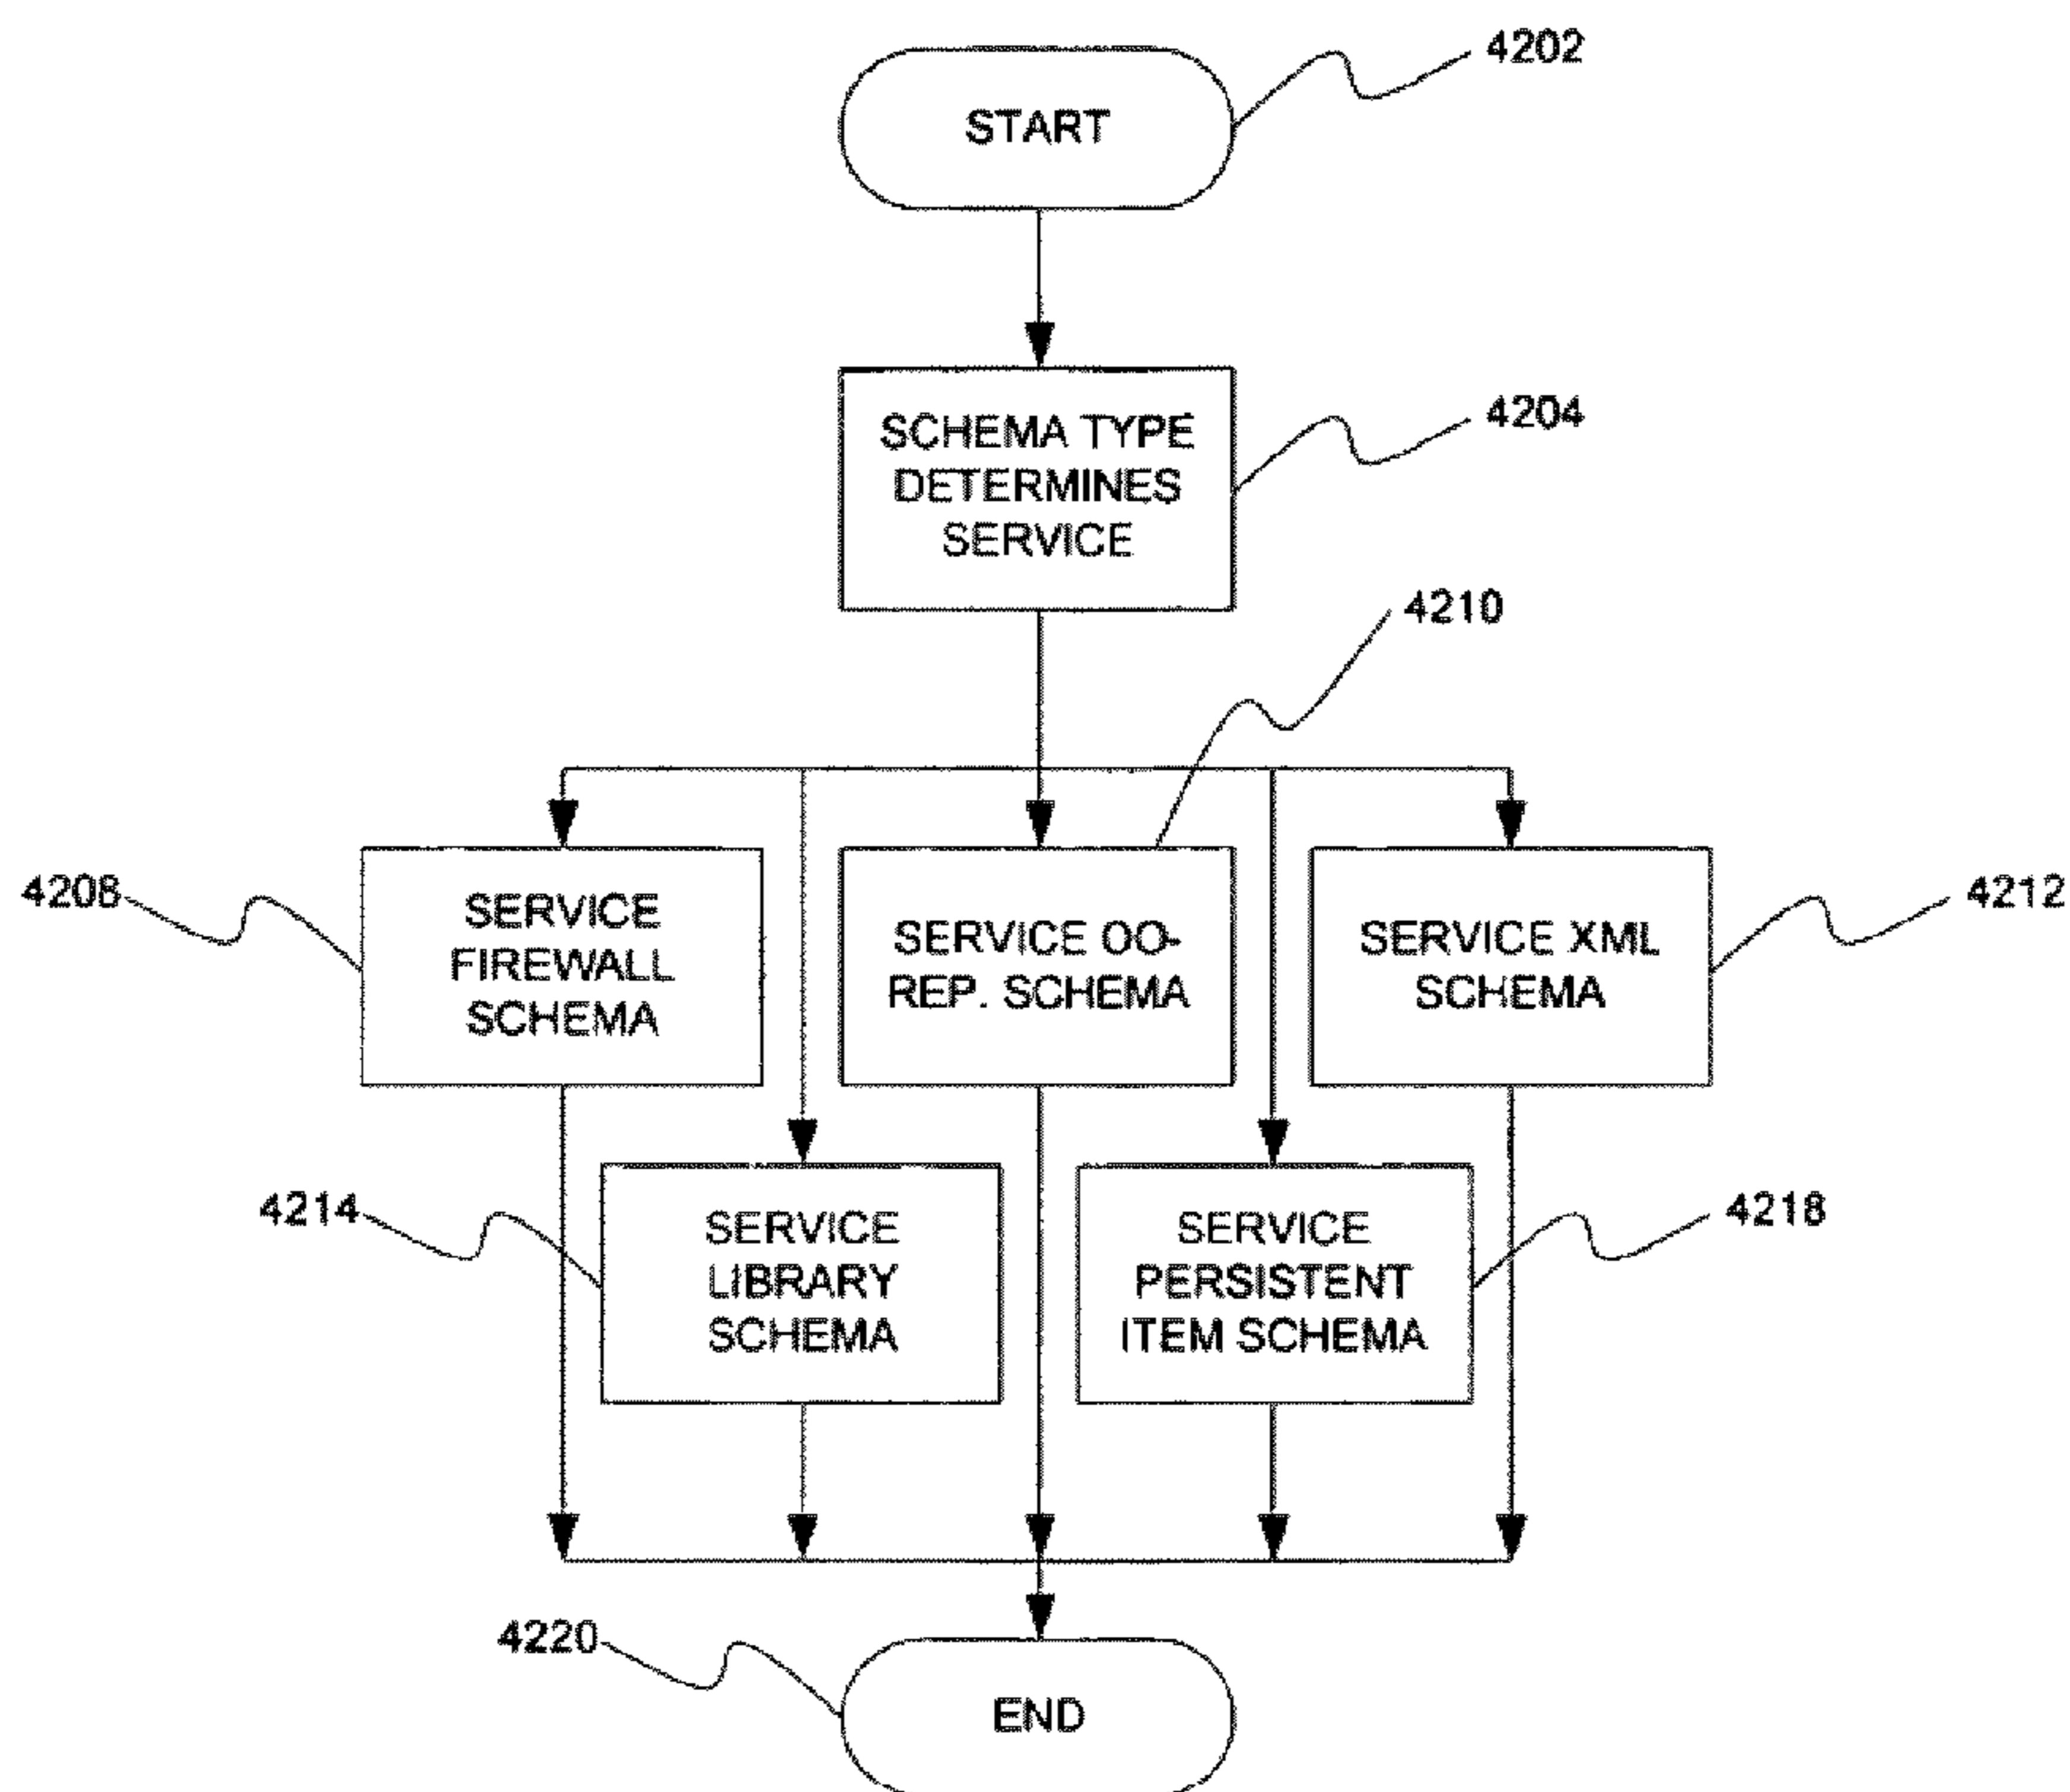 4202
START
4204
SCHEMA TYPE
DETERMINES
SERVICE
4210
4208
SERVICE
FIREWALL
SCHEMA
SERVICE OO-
REP. SCHEMA
SERVICE XML
SCHEMA
4212
4214
SERVICE
LIBRARY
SCHEMA
SERVICE
PERSISTENT
ITEM SCHEMA
4218
4220
END